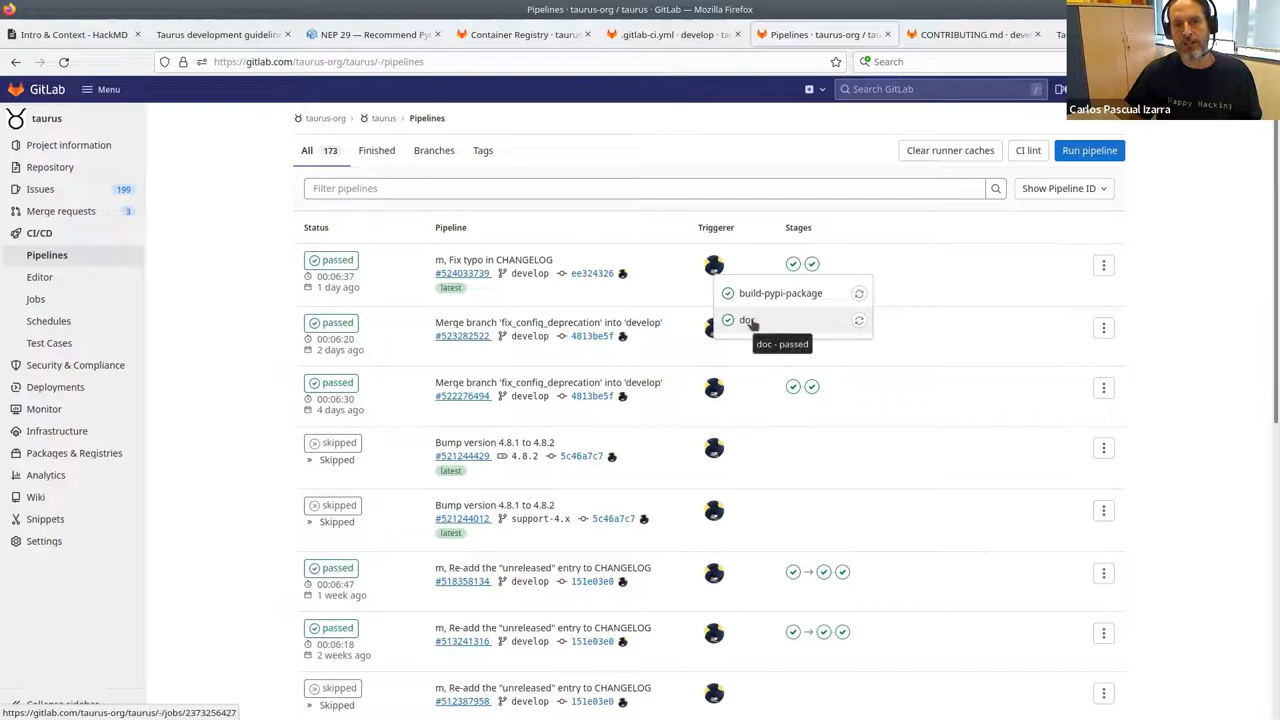 Pipelines · taurus-org / taurus · GitLab — Mozilla Firefox
Intro & Context - HackMD
Taurus development guideline
NEP 29 — Recommend Py
Container Registry · taurus
.gitlab-ci.yml · develop · ta
Pipelines · taurus-org / tau
CONTRIBUTING.md · deve
https://gitlab.com/taurus-org/taurus/-/pipelines
Search
GitLab
Menu
Search GitLab
/
Carlos Pascual Izarra
Happy Hacking
taurus
Project information
Repository
Issues 199
Merge requests 3
CI/CD
Pipelines
Editor
Jobs
Schedules
Test Cases
Security & Compliance
Deployments
Monitor
Infrastructure
Packages & Registries
Analytics
Wiki
Snippets
Settings
Collapse sidebar
https://gitlab.com/taurus-org/taurus/-/jobs/2373256427
taurus-org > taurus > Pipelines
All 173 Finished Branches Tags
Clear runner caches CI lint Run pipeline
Filter pipelines
Show Pipeline ID
Status Pipeline Triggerer Stages
passed
00:06:37
1 day ago
m, Fix typo in CHANGELOG
#524033739 develop ee324326
latest
build-pypi-package
doc
doc - passed
passed
00:06:20
2 days ago
Merge branch 'fix_config_deprecation' into 'develop'
#523282522 develop 4813be5f
passed
00:06:30
4 days ago
Merge branch 'fix_config_deprecation' into 'develop'
#522276494 develop 4813be5f
skipped
Skipped
Bump version 4.8.1 to 4.8.2
#521244429 4.8.2 5c46a7c7
latest
skipped
Skipped
Bump version 4.8.1 to 4.8.2
#521244012 support-4.x 5c46a7c7
latest
passed
00:06:47
1 week ago
m, Re-add the "unreleased" entry to CHANGELOG
#518358134 develop 151e03e0
passed
00:06:18
2 weeks ago
m, Re-add the "unreleased" entry to CHANGELOG
#513241316 develop 151e03e0
skipped
Skipped
m, Re-add the "unreleased" entry to CHANGELOG
#512387958 develop 151e03e0